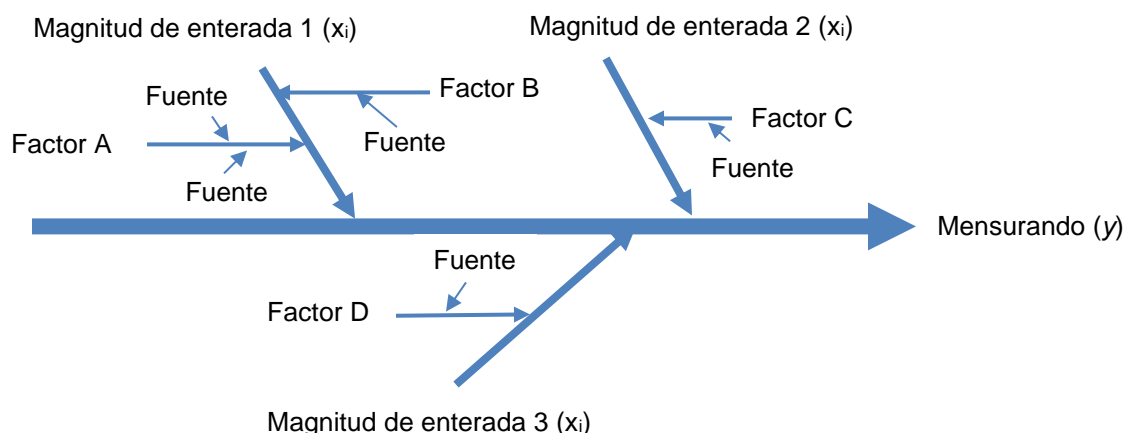 Magnitud de enterada 1 (xi)
Magnitud de enterada 2 (xi)
Fuente
Factor B
Factor A
Fuente
Factor C
Fuente
Fuente
Mensurando (y)
Fuente
Factor D
Magnitud de enterada 3 (xi)